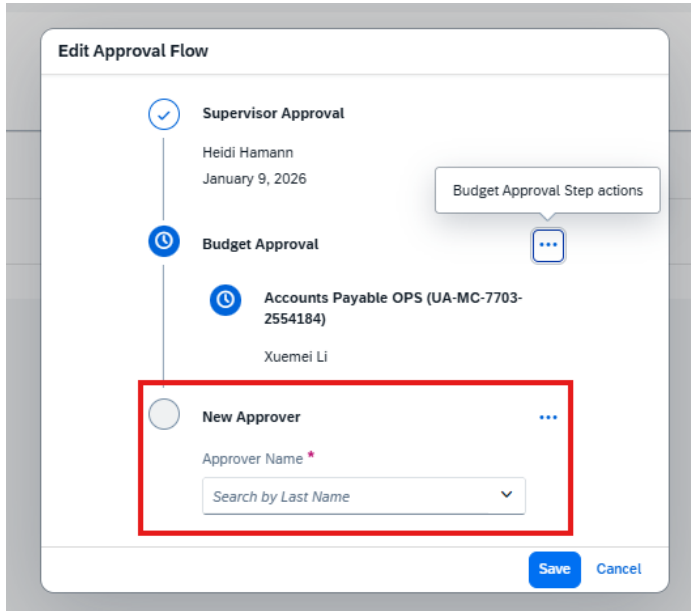 Edit Approval Flow
Supervisor Approval
Heidi Hamann
January 9, 2026
Budget Approval Step actions
Budget Approval
Accounts Payable OPS (UA-MC-7703-
2554184)
Xuemei Li
New Approver
Approver Name *
Search by Last Name
Save Cancel